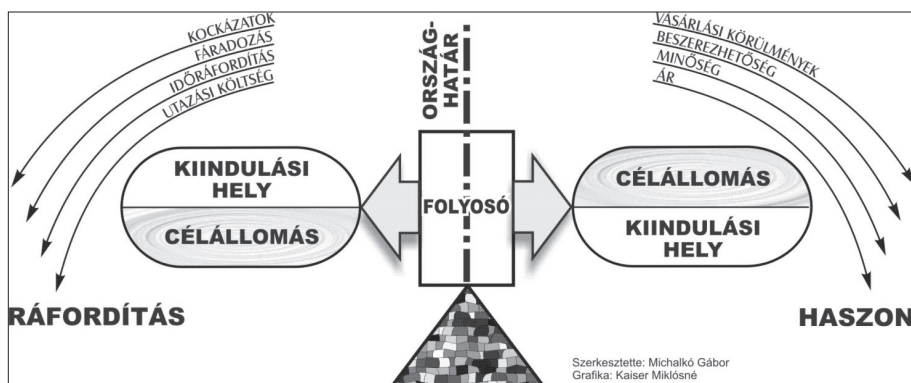 KOCKÁZATOK
FÁRADOZÁS
IDŐRÁFORDÍTÁS
UTAZÁSI KÖLTSÉG
ORSZÁG-
HATÁR
VÁSÁRLÁSI KÖRÜLMÉNYEK
BESZEREZHETŐSÉG
MINŐSÉG
ÁR
KIINDULÁSI
HELY
CÉLÁLLOMÁS
FOLYOSÓ
CÉLÁLLOMÁS
KIINDULÁSI
HELY
RÁFORDÍTÁS
HASZON
Szerkesztette: Michalkó Gábor
Grafika: Kaiser Miklósné